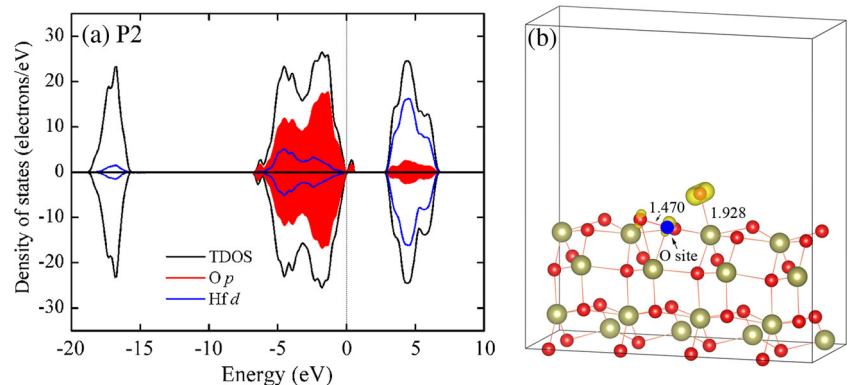 (a) P2
Density of states (electrons/eV)
30
20
10
0
-10
-20
-30
TDOS
O p
Hf d
-20
-15
-10
-5
0
5
10
Energy (eV)
(b)
1.470
1.928
O site